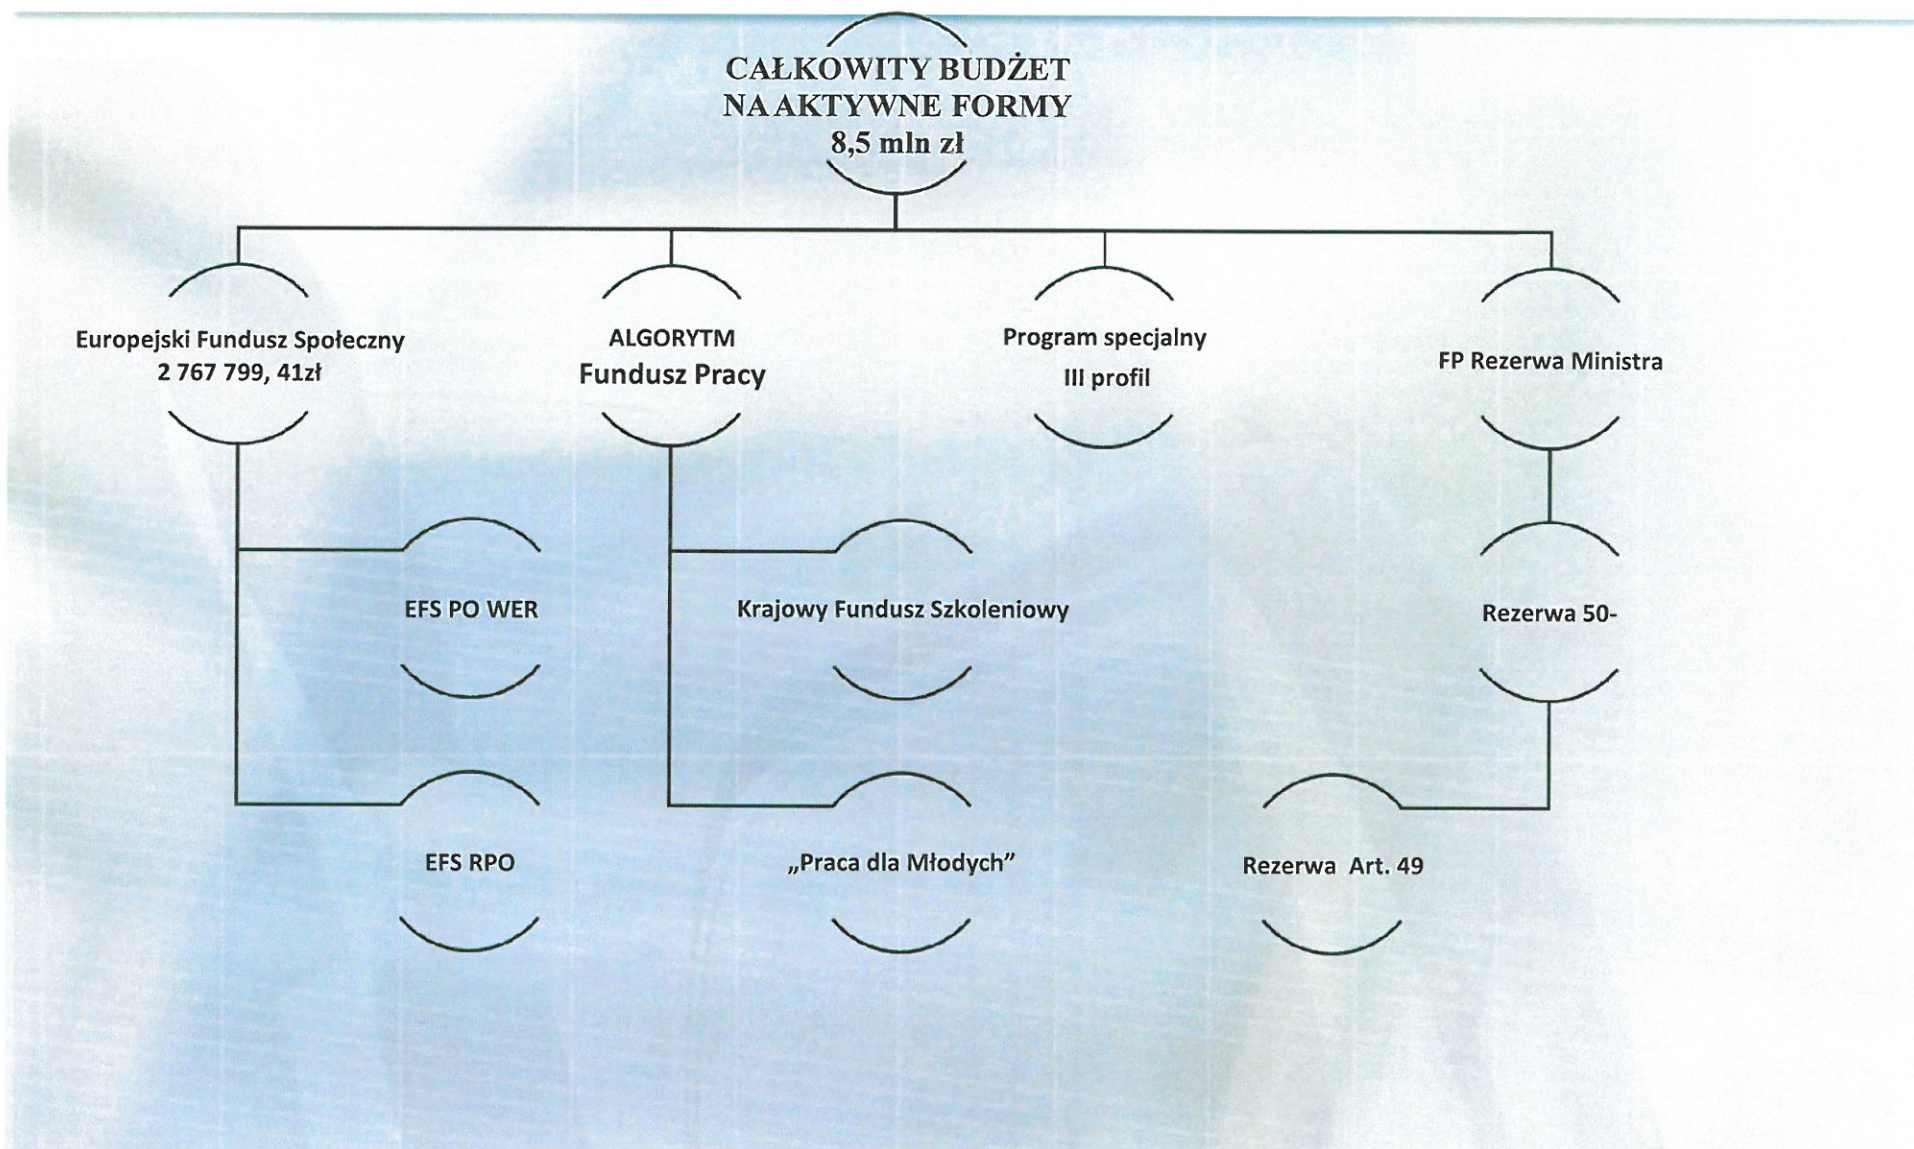 CAŁKOWITY BUDŻET
NA AKTYWNE FORMY
8,5 mln zł
Europejski Fundusz Społeczny
2 767 799, 41zł
ALGORYTM
Fundusz Pracy
Program specjalny
III profil
FP Rezerwa Ministra
EFS PO WER
Krajowy Fundusz Szkoleniowy
Rezerwa 50-
EFS RPO
„Praca dla Młodych”
Rezerwa Art. 49